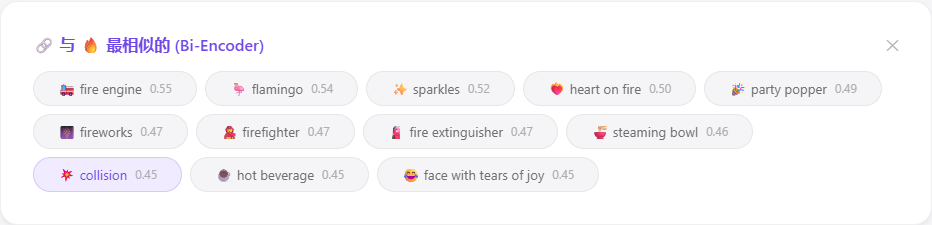 🔗 与 🔥 最相似的 (Bi-Encoder)
🚒 fire engine 0.55 🦩 flamingo 0.54 ✨ sparkles 0.52 ❤️‍🔥 heart on fire 0.50 🎉 party popper 0.49
🎆 fireworks 0.47 🧑‍🚒 firefighter 0.47 🧯 fire extinguisher 0.47 🍜 steaming bowl 0.46
💥 collision 0.45 ☕ hot beverage 0.45 😂 face with tears of joy 0.45